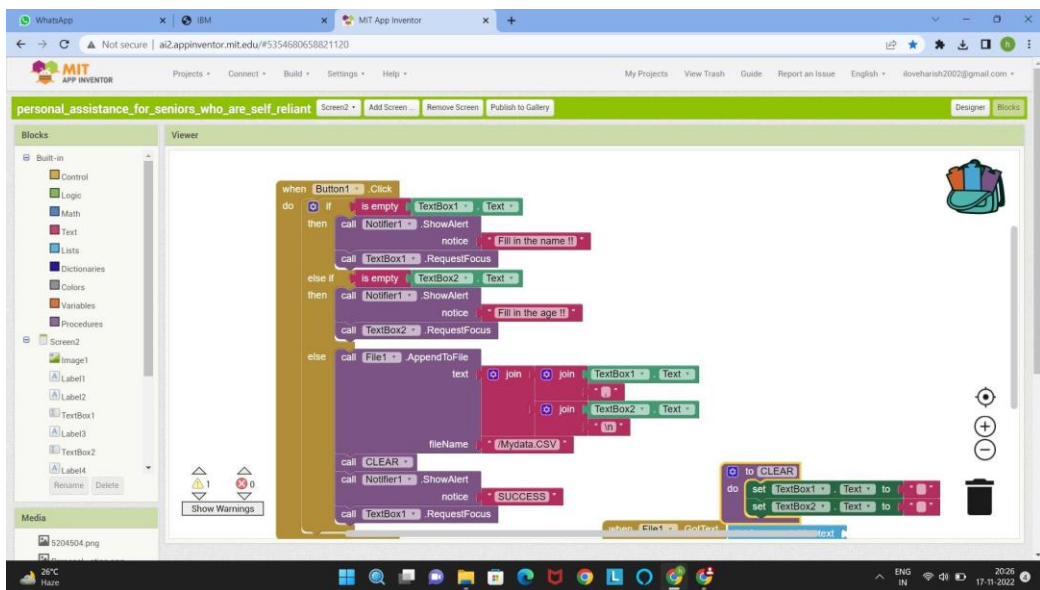 WhatsApp
IBM
MIT App Inventor
Not secure | ai2.appinventor.mit.edu/#5354680658821120
MIT
APP INVENTOR
Projects Connect Build Settings Help
My Projects View Trash Guide Report an Issue English iloveharish2002@gmail.com
personal_assistance_for_seniors_who_are_self_reliant Screen2 Add Screen ... Remove Screen Publish to Gallery Designer Blocks
Blocks
Viewer
Built-in
Control
Logic
Math
Text
Lists
Dictionaries
Colors
Variables
Procedures
Screen2
Image1
Label1
Label2
TextBox1
Label3
TextBox2
Label4
Rename Delete
Media
5204504.png
when Button1 .Click
do if is empty TextBox1 . Text
then call Notifier1 .ShowAlert
notice " Fill in the name !! "
call TextBox1 .RequestFocus
else if is empty TextBox2 . Text
then call Notifier1 .ShowAlert
notice " Fill in the age !! "
call TextBox2 .RequestFocus
else call File1 .AppendToFile
text join join TextBox1 . Text
" , "
join TextBox2 . Text
" \n "
fileName " /Mydata.CSV "
call CLEAR
call Notifier1 .ShowAlert
notice " SUCCESS "
call TextBox1 .RequestFocus
to CLEAR
do set TextBox1 . Text to " "
set TextBox2 . Text to " "
when File1 .GotText
text
1 0
Show Warnings
26°C
Haze
ENG
IN
20:26
17-11-2022
4